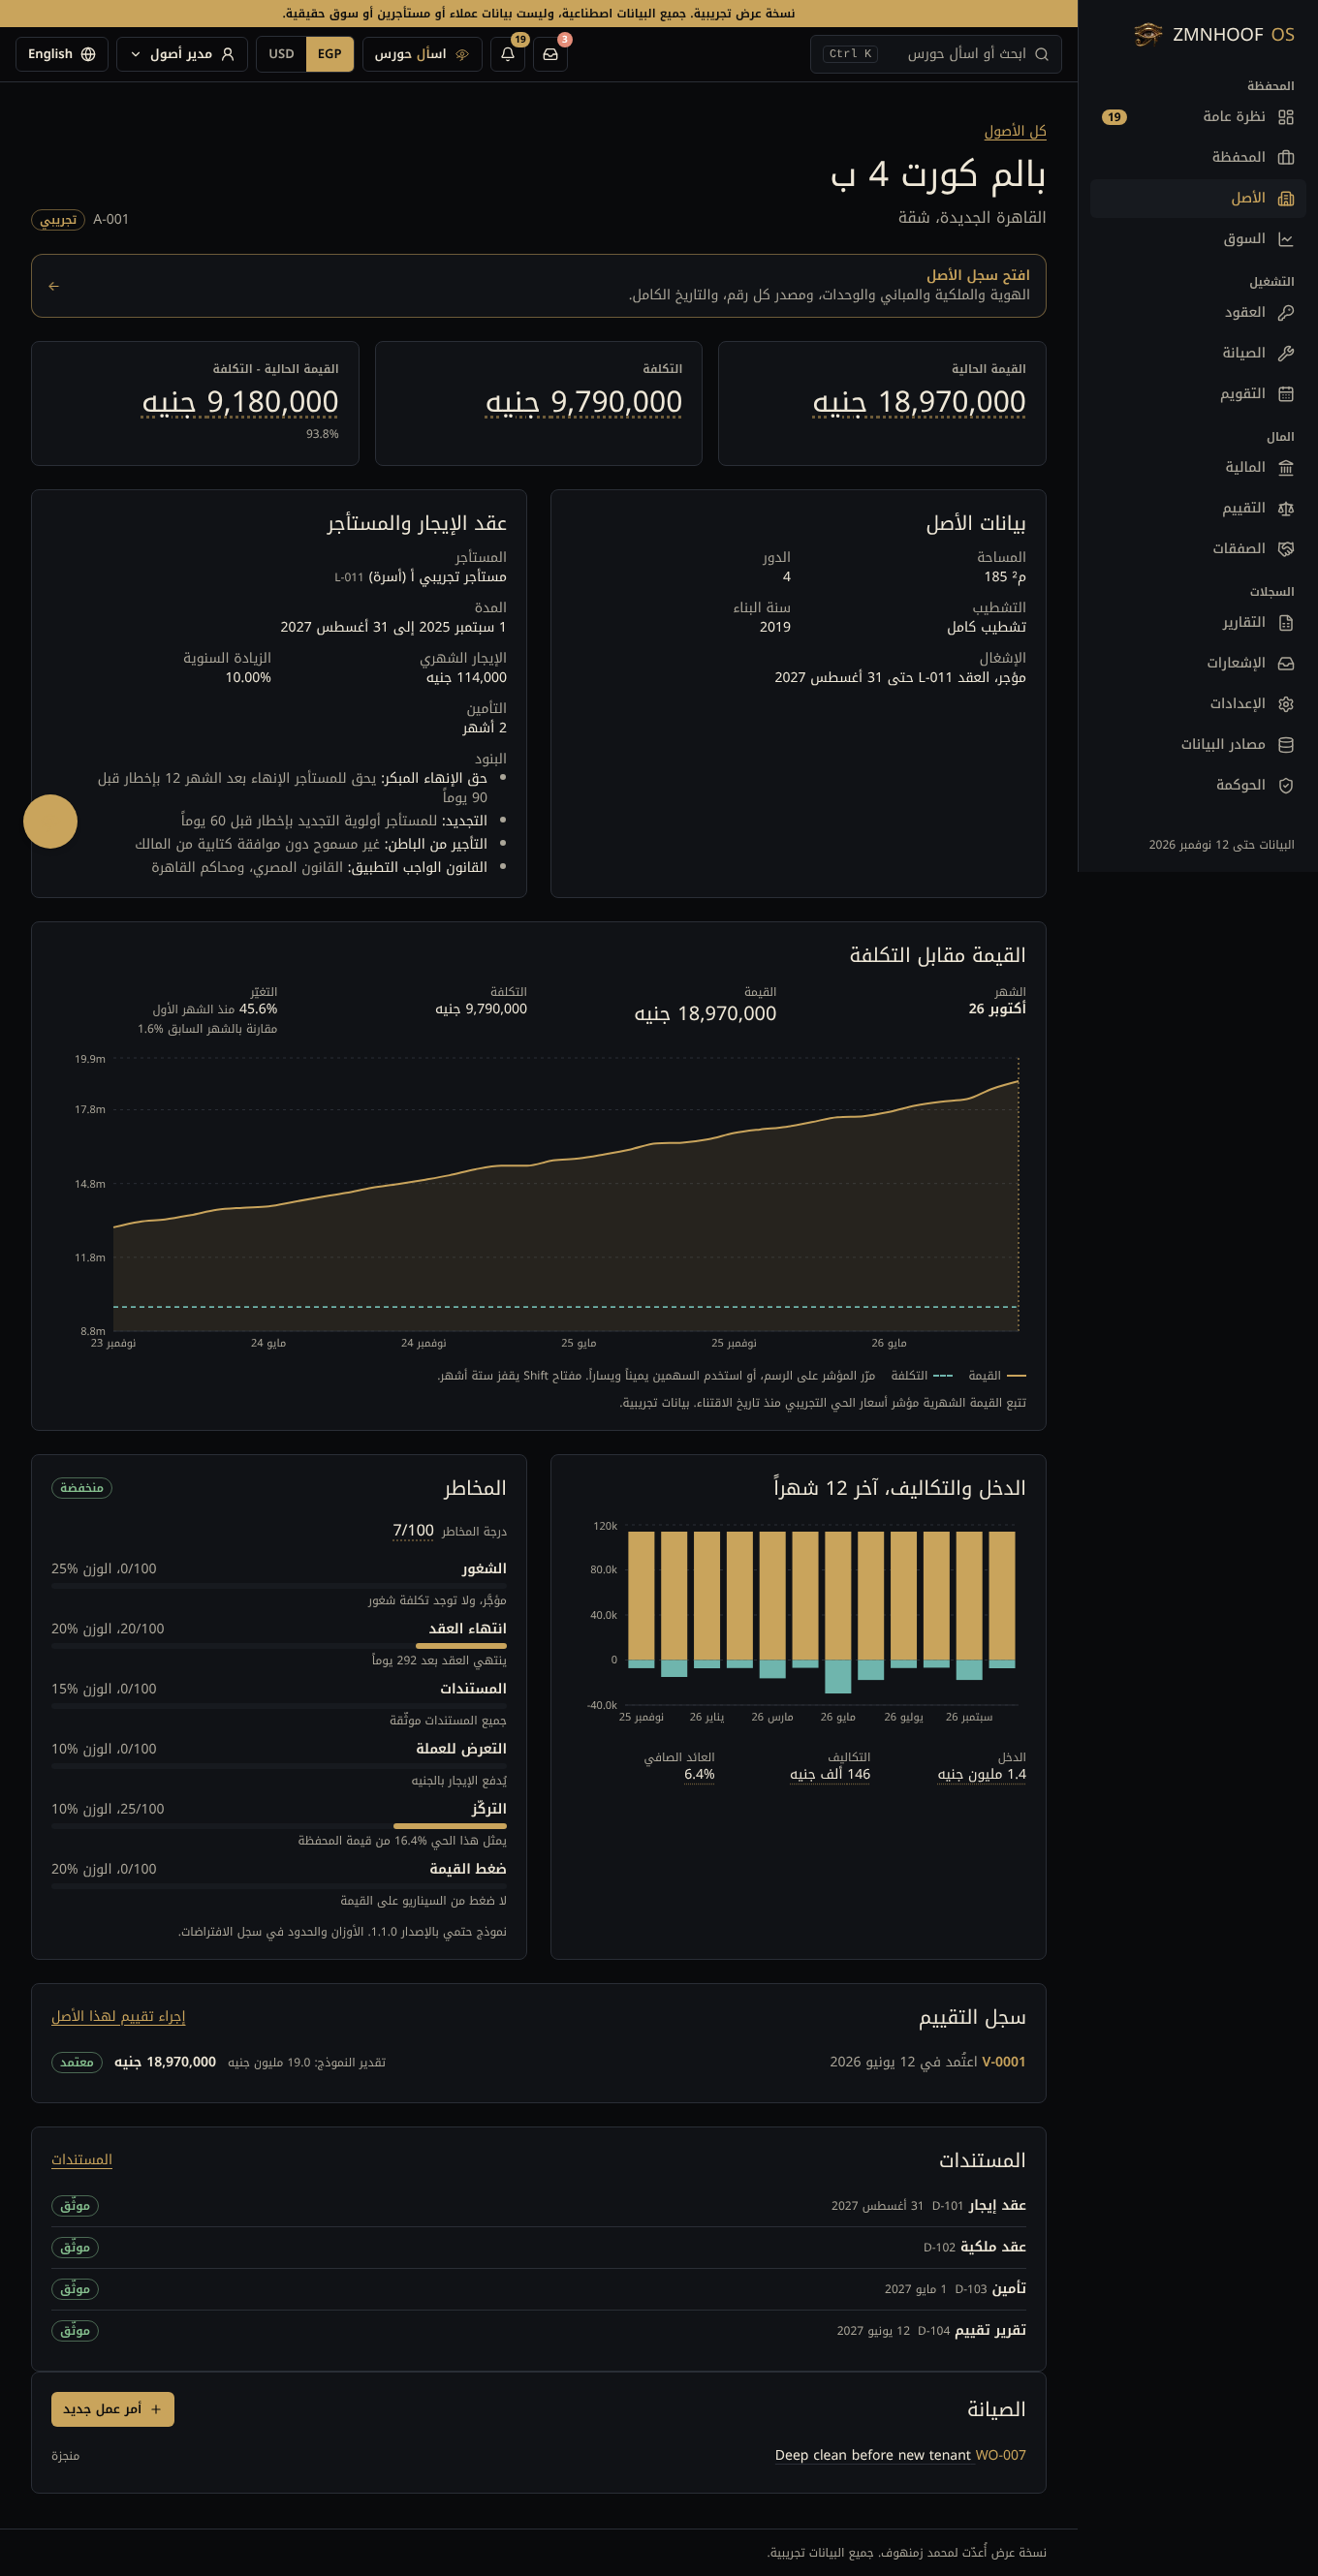 نسخة عرض تجريبية. جميع البيانات اصطناعية، وليست بيانات عملاء أو مستأجرين أو سوق حقيقية.
ZMNHOOF OS
المحفظة
نظرة عامة 19
المحفظة
الأصل
السوق
التشغيل
العقود
الصيانة
التقويم
المال
المالية
التقييم
الصفقات
السجلات
التقارير
الإشعارات
الإعدادات
مصادر البيانات
الحوكمة
البيانات حتى 12 نوفمبر 2026
ابحث أو اسأل حورس Ctrl K
3
19
اسأل حورس
EGP USD
مدير أصول
English
كل الأصول
بالم كورت 4 ب
القاهرة الجديدة، شقة
A-001 تجريبي
افتح سجل الأصل
الهوية والملكية والمباني والوحدات، ومصدر كل رقم، والتاريخ الكامل.
←
القيمة الحالية
18,970,000 جنيه
التكلفة
9,790,000 جنيه
القيمة الحالية - التكلفة
9,180,000 جنيه
93.8%
بيانات الأصل
المساحة
185 م²
الدور
4
التشطيب
تشطيب كامل
سنة البناء
2019
الإشغال
مؤجر، العقد L-011 حتى 31 أغسطس 2027
عقد الإيجار والمستأجر
المستأجر
مستأجر تجريبي أ (أسرة) L-011
المدة
1 سبتمبر 2025 إلى 31 أغسطس 2027
الإيجار الشهري
114,000 جنيه
الزيادة السنوية
10.00%
التأمين
2 أشهر
البنود
حق الإنهاء المبكر: يحق للمستأجر الإنهاء بعد الشهر 12 بإخطار قبل
90 يوماً
التجديد: للمستأجر أولوية التجديد بإخطار قبل 60 يوماً
التأجير من الباطن: غير مسموح دون موافقة كتابية من المالك
القانون الواجب التطبيق: القانون المصري، ومحاكم القاهرة
القيمة مقابل التكلفة
الشهر
أكتوبر 26
القيمة
18,970,000 جنيه
التكلفة
9,790,000 جنيه
التغيّر
45.6% منذ الشهر الأول
مقارنة بالشهر السابق 1.6%
19.9m
17.8m
14.8m
11.8m
8.8m
نوفمبر 23
مايو 24
نوفمبر 24
مايو 25
نوفمبر 25
مايو 26
القيمة
التكلفة
مرّر المؤشر على الرسم، أو استخدم السهمين يميناً ويساراً. مفتاح Shift يقفز ستة أشهر.
تتبع القيمة الشهرية مؤشر أسعار الحي التجريبي منذ تاريخ الاقتناء. بيانات تجريبية.
الدخل والتكاليف، آخر 12 شهراً
120k
80.0k
40.0k
0
-40.0k
نوفمبر 25
يناير 26
مارس 26
مايو 26
يوليو 26
سبتمبر 26
الدخل
1.4 مليون جنيه
التكاليف
146 ألف جنيه
العائد الصافي
6.4%
المخاطر
منخفضة
درجة المخاطر 7/100
الشغور
0/100، الوزن 25%
مؤجَّر، ولا توجد تكلفة شغور
انتهاء العقد
20/100، الوزن 20%
ينتهي العقد بعد 292 يوماً
المستندات
0/100، الوزن 15%
جميع المستندات موثّقة
التعرض للعملة
0/100، الوزن 10%
يُدفع الإيجار بالجنيه
التركّز
25/100، الوزن 10%
يمثل هذا الحي 16.4% من قيمة المحفظة
ضغط القيمة
0/100، الوزن 20%
لا ضغط من السيناريو على القيمة
نموذج حتمي بالإصدار 1.1.0. الأوزان والحدود في سجل الافتراضات.
سجل التقييم
إجراء تقييم لهذا الأصل
V-0001 اعتُمد في 12 يونيو 2026
تقدير النموذج: 19.0 مليون جنيه 18,970,000 جنيه معتمد
المستندات
المستندات
عقد إيجار D-101 31 أغسطس 2027 موثّق
عقد ملكية D-102 موثّق
تأمين D-103 1 مايو 2027 موثّق
تقرير تقييم D-104 12 يونيو 2027 موثّق
الصيانة
+ أمر عمل جديد
WO-007 Deep clean before new tenant
منجزة
نسخة عرض أُعدّت لمحمد زمنهوف. جميع البيانات تجريبية.